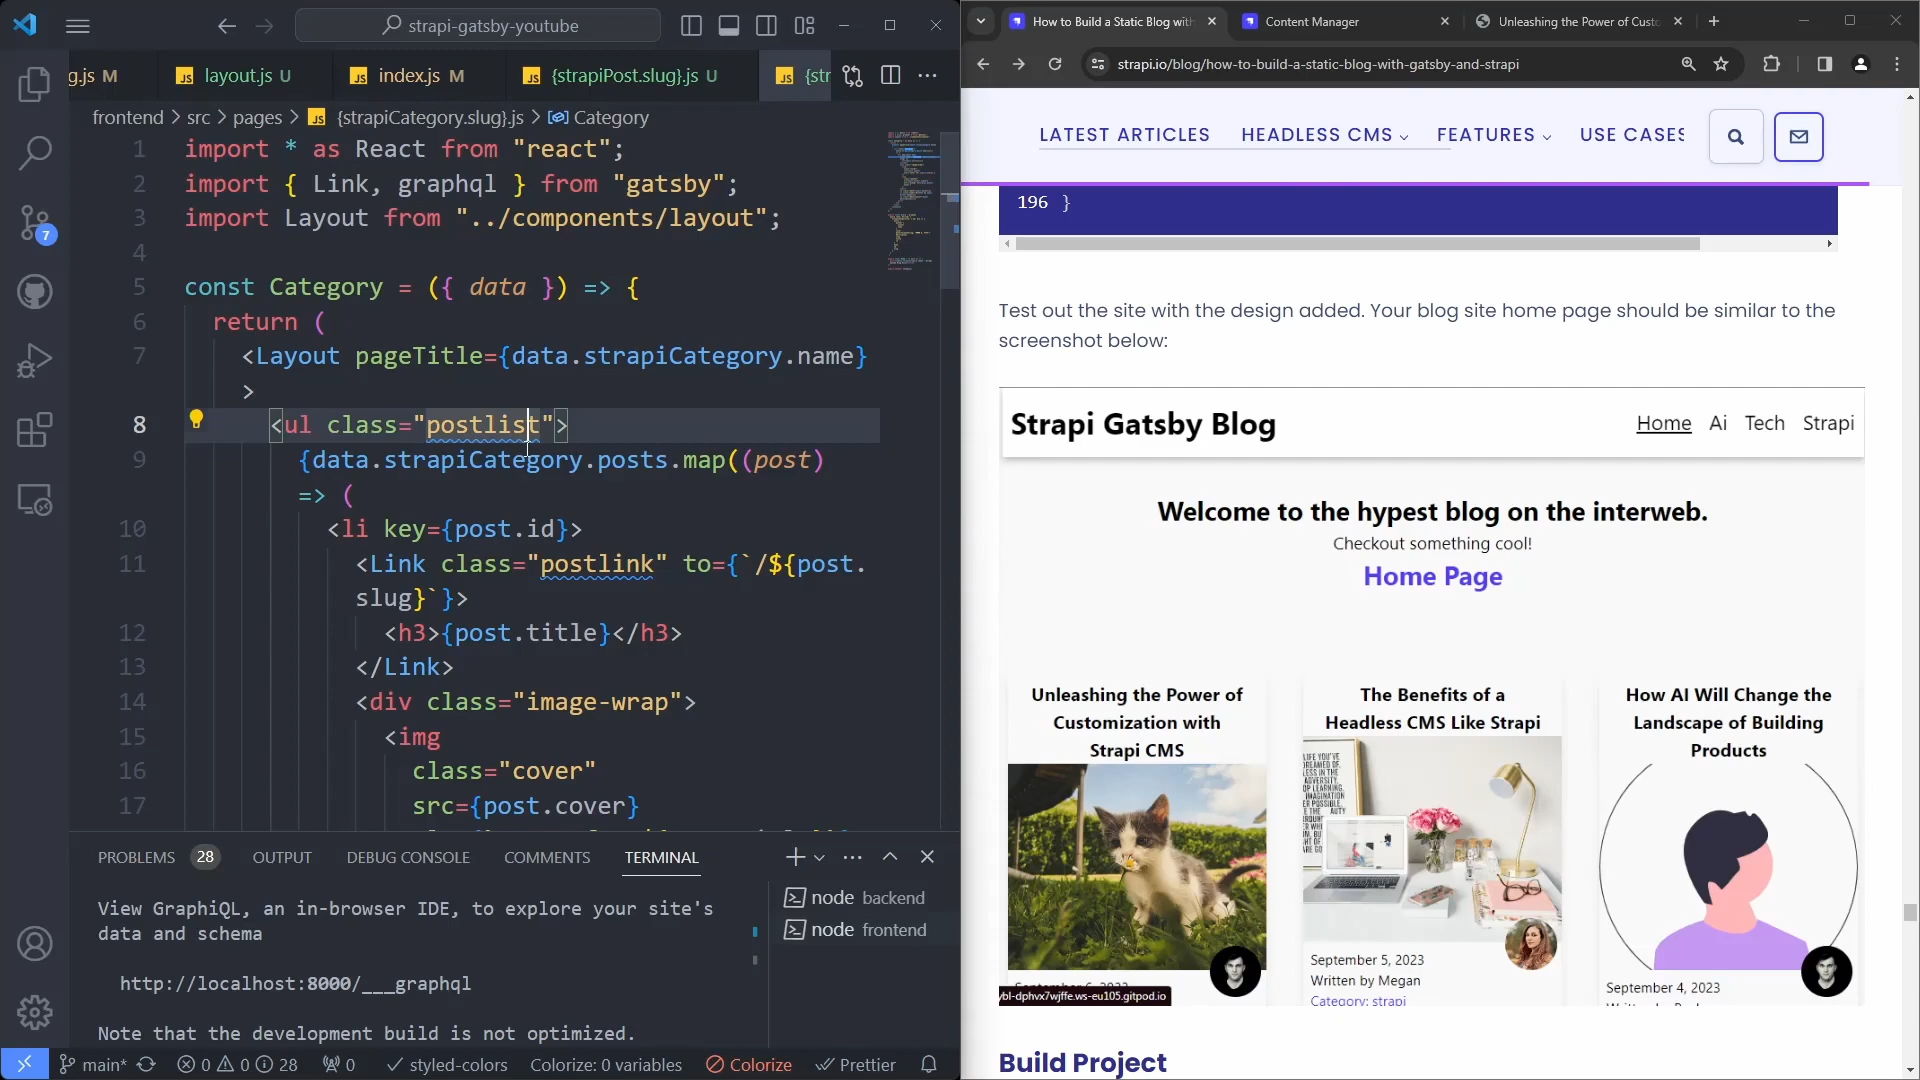 strapi-gatsby-youtube
g.js M
layout.js U
index.js M
{strapiPost.slug}.js U
{str
frontend > src > pages > {strapiCategory.slug}.js > Category
1 import * as React from "react";
2 import { Link, graphql } from "gatsby";
3 import Layout from "../components/layout";
4
5 const Category = ({ data }) => {
6 return (
7 <Layout pageTitle={data.strapiCategory.name}
>
8 <ul class="postlist">
9 {data.strapiCategory.posts.map((post)
=> (
10 <li key={post.id}>
11 <Link class="postlink" to={`/${post.
slug}`}>
12 <h3>{post.title}</h3>
13 </Link>
14 <div class="image-wrap">
15 <img
16 class="cover"
17 src={post.cover}
PROBLEMS 28 OUTPUT DEBUG CONSOLE COMMENTS TERMINAL
View GraphiQL, an in-browser IDE, to explore your site's
data and schema
http://localhost:8000/___graphql
Note that the development build is not optimized.
node backend
node frontend
7
main* 0 0 28 0 styled-colors Colorize: 0 variables Colorize Prettier
How to Build a Static Blog with
Content Manager
Unleashing the Power of Custo
strapi.io/blog/how-to-build-a-static-blog-with-gatsby-and-strapi
LATEST ARTICLES HEADLESS CMS FEATURES USE CASES
196 }
Test out the site with the design added. Your blog site home page should be similar to the
screenshot below:
Strapi Gatsby Blog
Home Ai Tech Strapi
Welcome to the hypest blog on the interweb.
Checkout something cool!
Home Page
Unleashing the Power of
Customization with
Strapi CMS
The Benefits of a
Headless CMS Like Strapi
September 5, 2023
Written by Megan
Category: strapi
How AI Will Change the
Landscape of Building
Products
September 4, 2023
ybl-dphvx7wjffe.ws-eu105.gitpod.io
Build Project